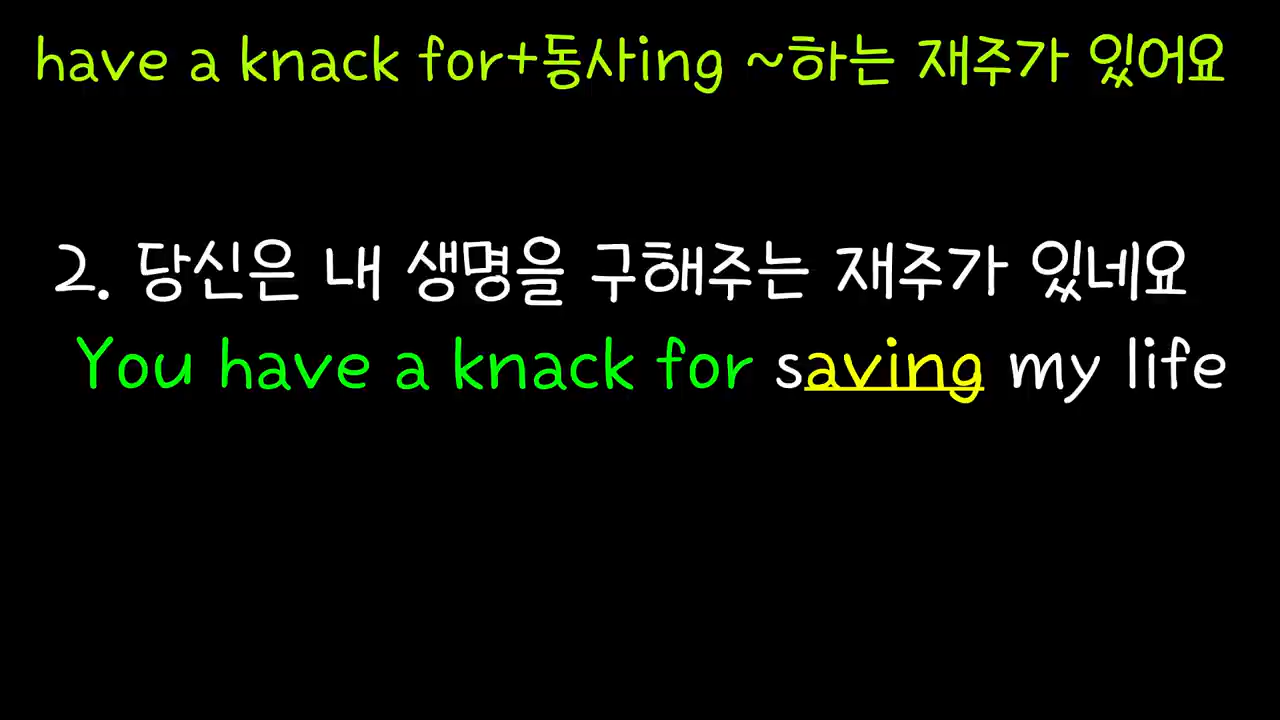 have a knack for+동사ing ~하는 재주가 있어요
2. 당신은 내 생명을 구해주는 재주가 있네요
You have a knack for saving my life